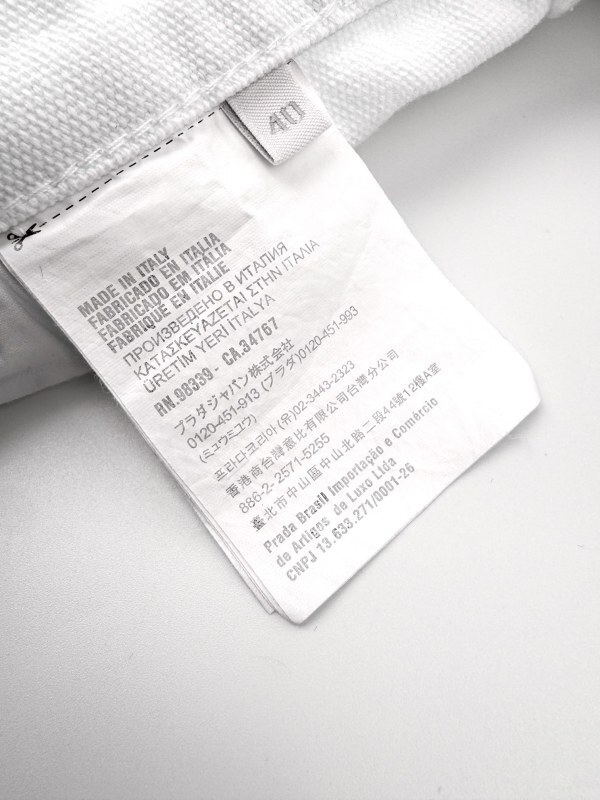 40
MADE IN ITALY
FABRICADO EN ITALIA
FABRICADO EM ITÁLIA
FABRIQUE EN ITALIE
ПРОИЗВЕДЕНО В ИТАЛИЯ
ΚΑΤΑΣΚΕΥΑΖΕΤΑΙ ΣΤΗΝ ΙΤΑΛΙΑ
ÜRETIM YERİ İTALYA
RN.98339 - CA.34767
プラダジャパン株式会社
0120-451-913 (プラダ)0120-451-993
(ミュウミュウ)
프라다코리아(유)02-3443-2323
香港商台灣意比有限公司台灣分公司
886-2-2571-5255
臺北市中山區中山北路二段44號12樓A室
Prada Brasil Importação e Comércio
de Artigos de Luxo Ltda
CNPJ 13.633.271/0001-26